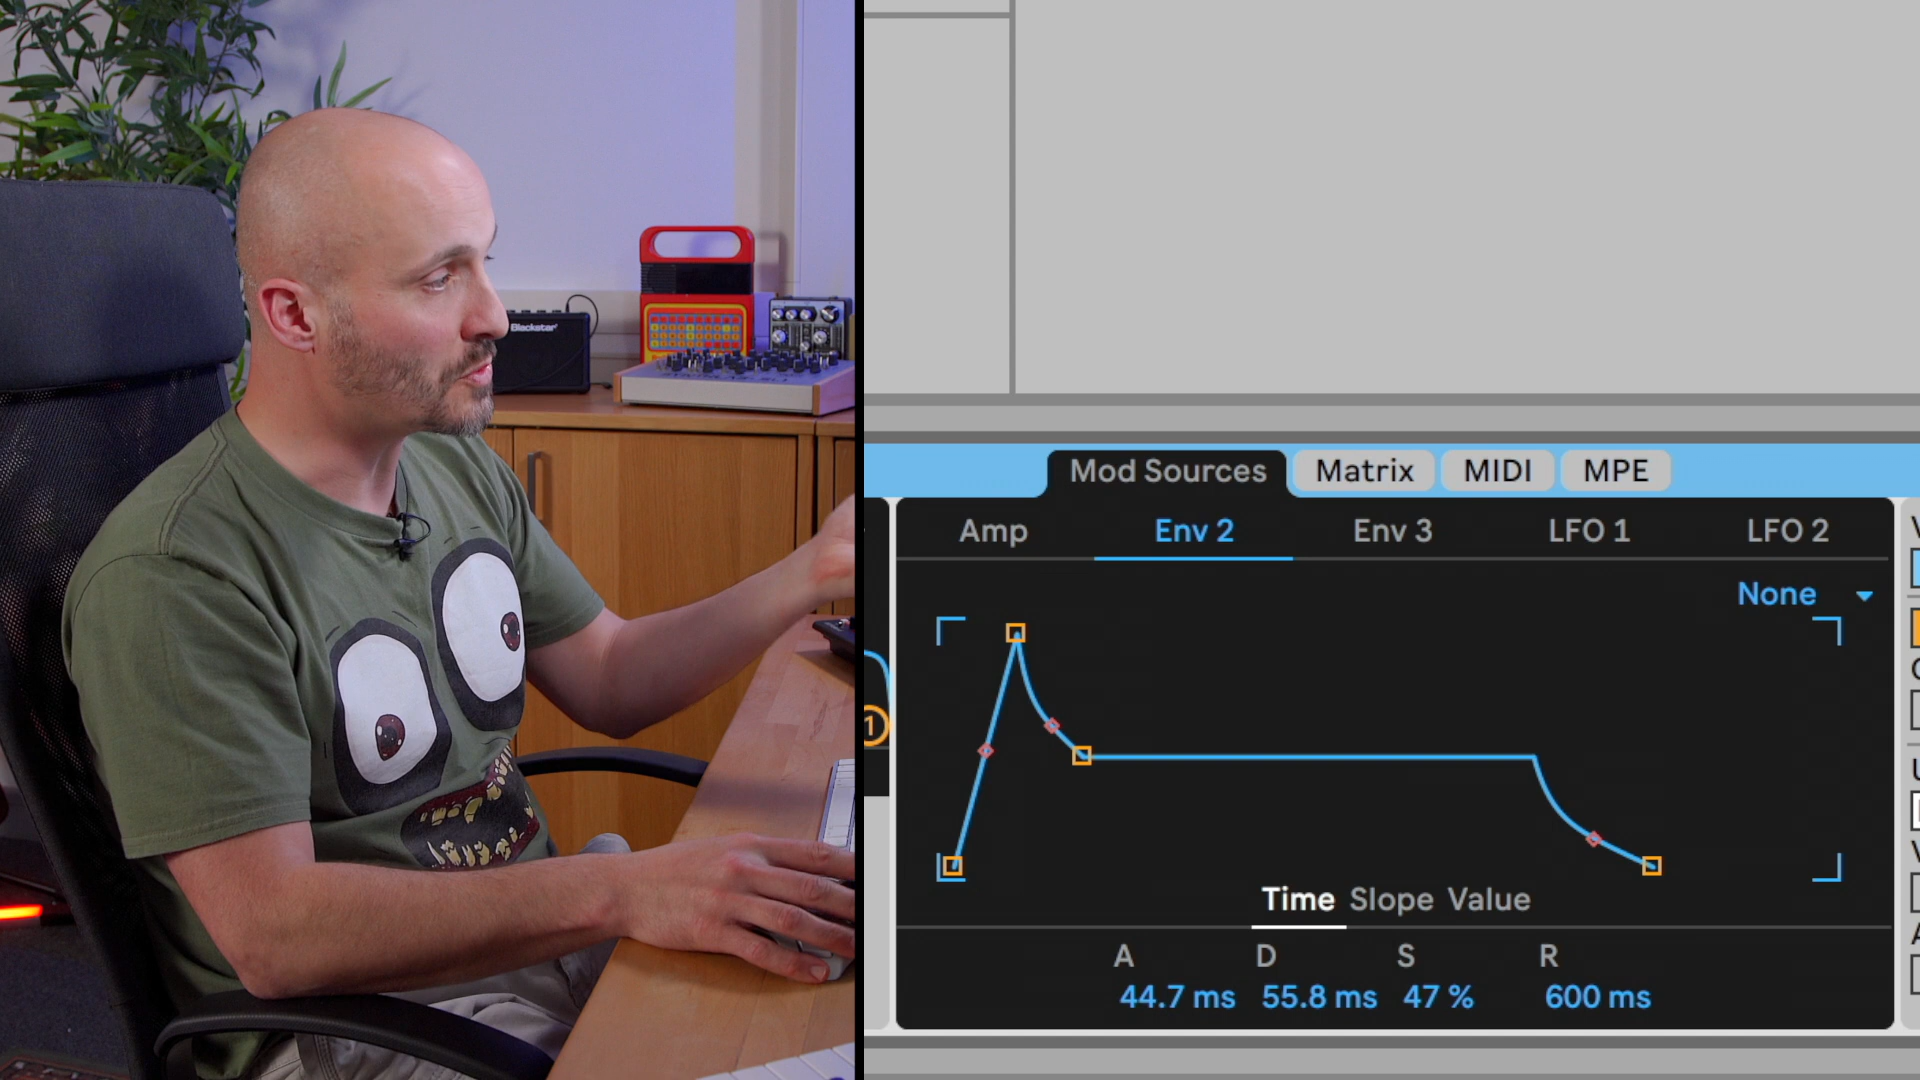 Blackstar
Mod Sources Matrix MIDI MPE
Amp Env 2 Env 3 LFO 1 LFO 2
None
1
Time Slope Value
A D S R
44.7 ms 55.8 ms 47 % 600 ms